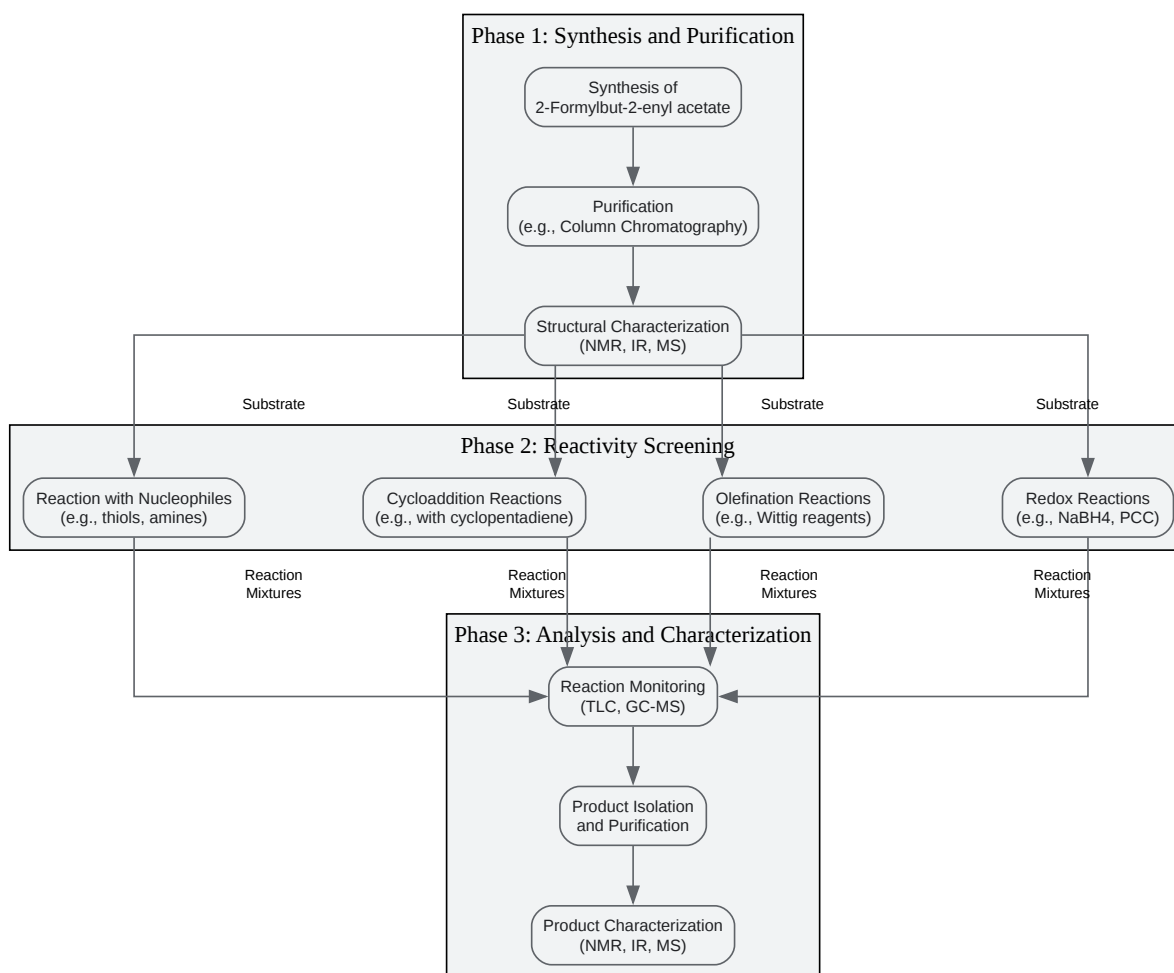 Phase 1: Synthesis and Purification
Synthesis of
2-Formylbut-2-enyl acetate
Purification
(e.g., Column Chromatography)
Structural Characterization
(NMR, IR, MS)
Substrate
Substrate
Substrate
Substrate
Phase 2: Reactivity Screening
Reaction with Nucleophiles
(e.g., thiols, amines)
Cycloaddition Reactions
(e.g., with cyclopentadiene)
Olefination Reactions
(e.g., Wittig reagents)
Redox Reactions
(e.g., NaBH4, PCC)
Reaction
Mixtures
Reaction
Mixtures
Reaction
Mixtures
Reaction
Mixtures
Phase 3: Analysis and Characterization
Reaction Monitoring
(TLC, GC-MS)
Product Isolation
and Purification
Product Characterization
(NMR, IR, MS)